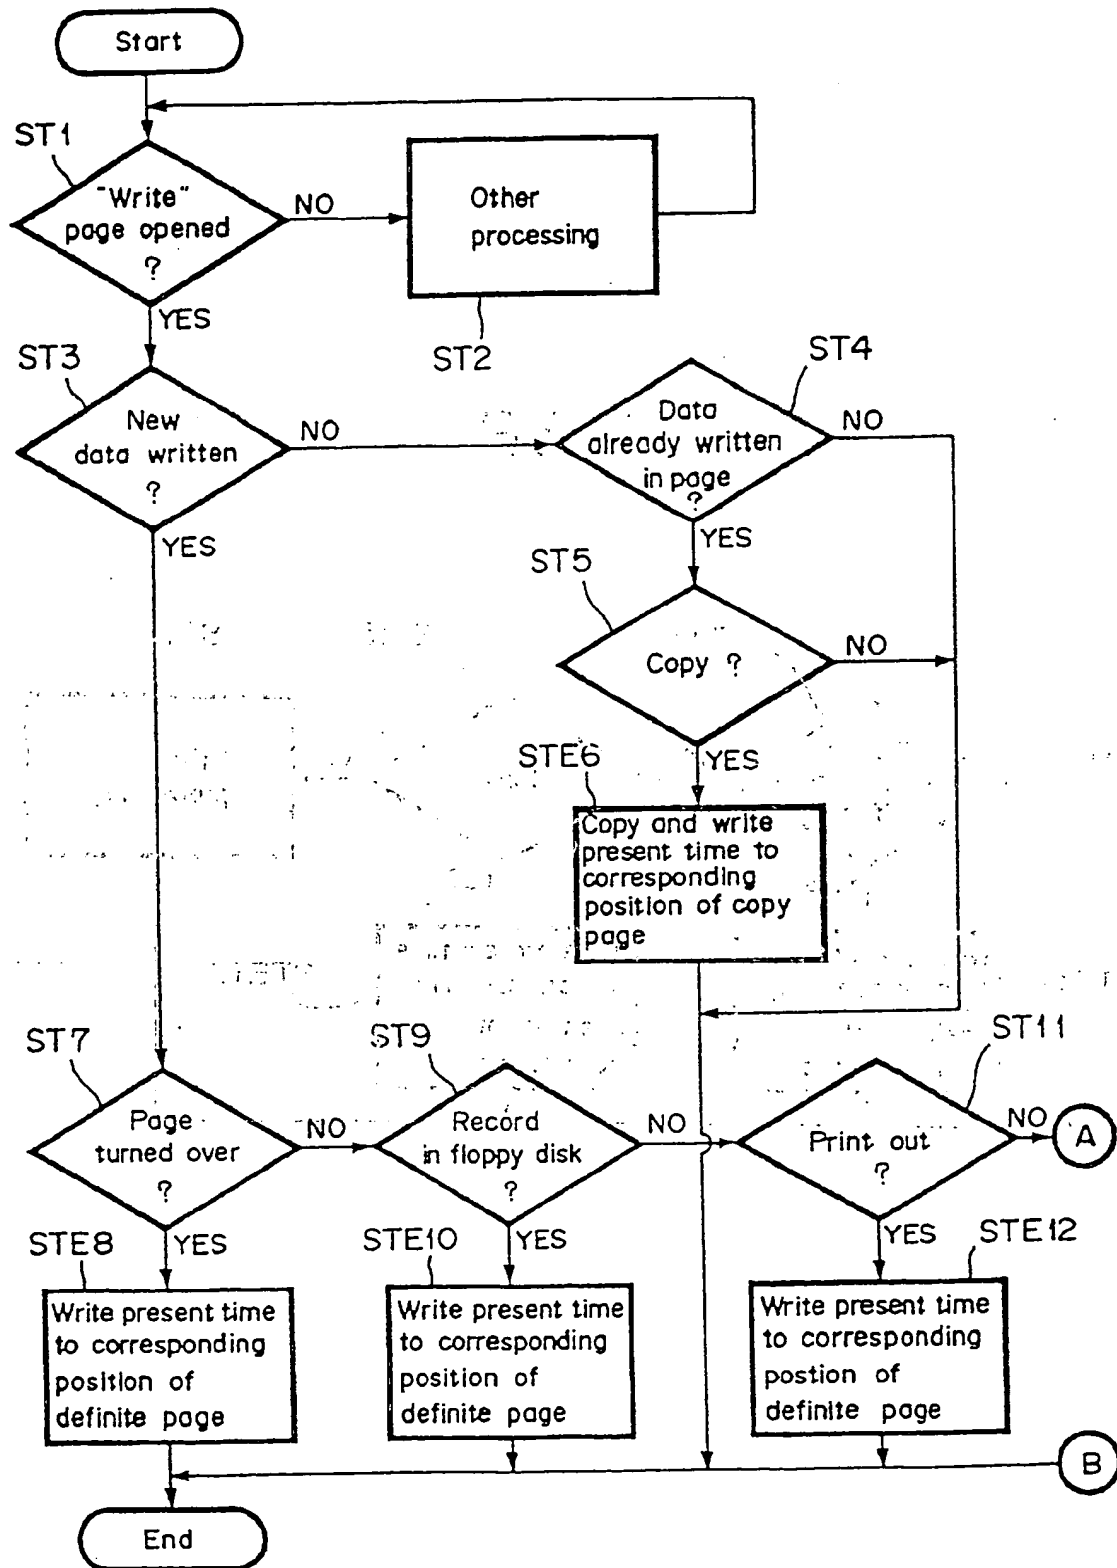 Start
ST1
"Write"
page opened
?
NO
Other
processing
YES
ST2
ST3
New
data written
?
NO
ST4
Data
already written
in page
?
NO
YES
YES
ST5
Copy ?
NO
YES
STE6
Copy and write
present time to
corresponding
position of copy
page
ST7
Page
turned over
?
NO
ST9
Record
in floppy disk
?
NO
ST11
Print out
?
NO
A
YES
YES
YES
STE8
Write present time
to corresponding
position of
definite page
STE10
Write present time
to corresponding
position of
definite page
STE12
Write present time
to corresponding
postion of
definite page
B
End